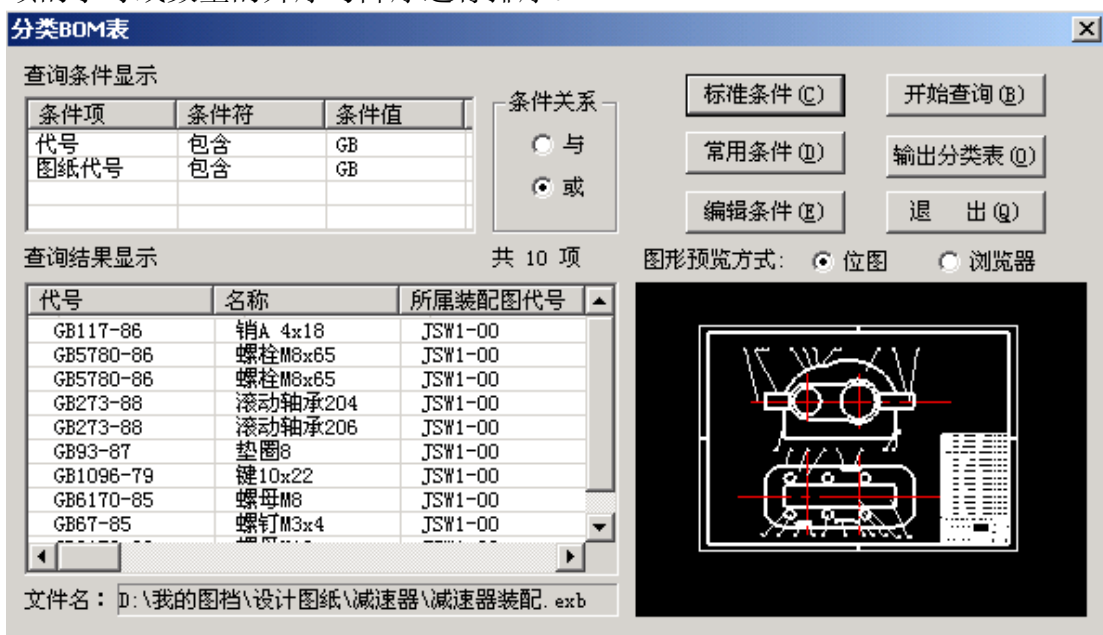 分类BOM表
查询条件显示
条件项 条件符 条件值
代号 包含 GB
图纸代号 包含 GB
条件关系
与
或
标准条件(C) 开始查询(B)
常用条件(D) 输出分类表(O)
编辑条件(E) 退 出(Q)
查询结果显示 共 10 项 图形预览方式: 位图 浏览器
代号 名称 所属装配图代号
GB117-86 销A 4x18 JSW1-00
GB5780-86 螺栓M8x65 JSW1-00
GB5780-86 螺栓M8x65 JSW1-00
GB273-88 滚动轴承204 JSW1-00
GB273-88 滚动轴承206 JSW1-00
GB93-87 垫圈8 JSW1-00
GB1096-79 键10x22 JSW1-00
GB6170-85 螺母M8 JSW1-00
GB67-85 螺钉M3x4 JSW1-00
文件名: D:\我的图档\设计图纸\减速器\减速器装配.exb